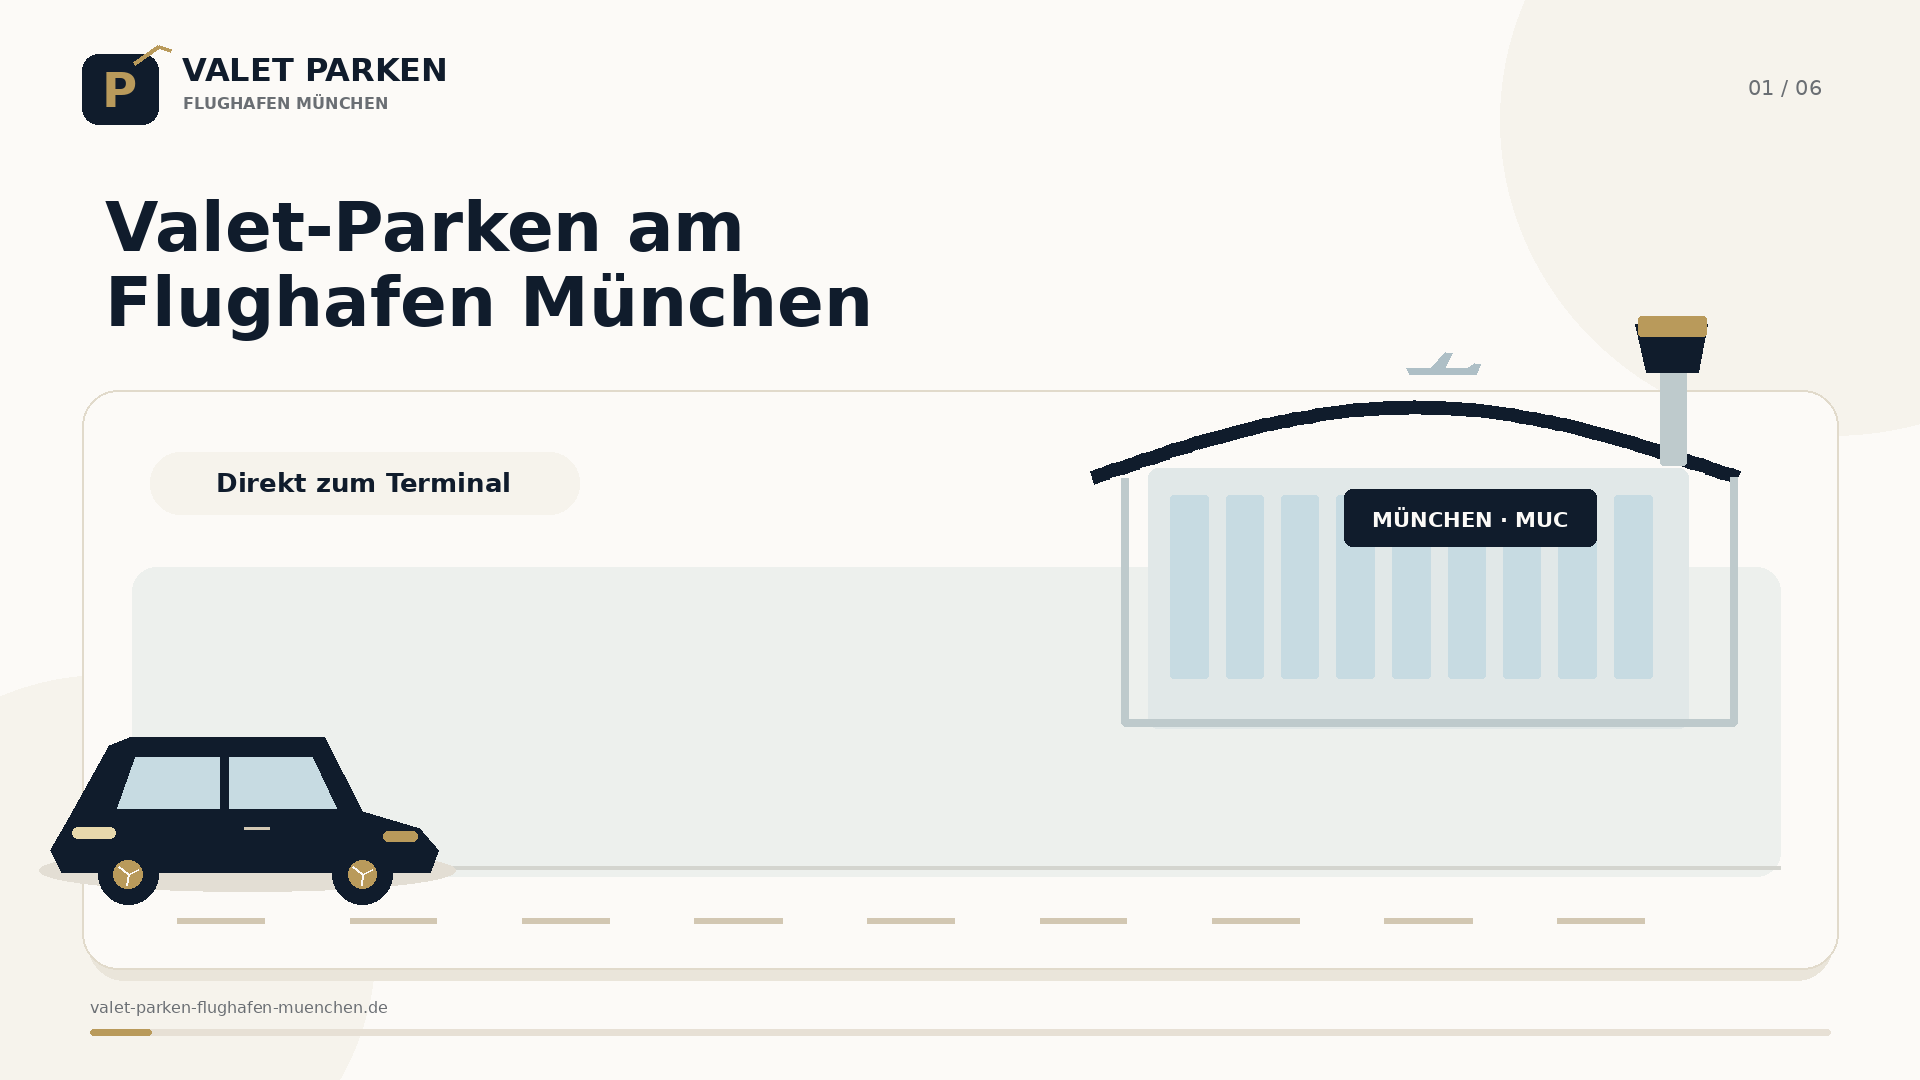 P
VALET PARKEN
FLUGHAFEN MÜNCHEN
01 / 06
Valet-Parken am
Flughafen München
Direkt zum Terminal
MÜNCHEN · MUC
valet-parken-flughafen-muenchen.de